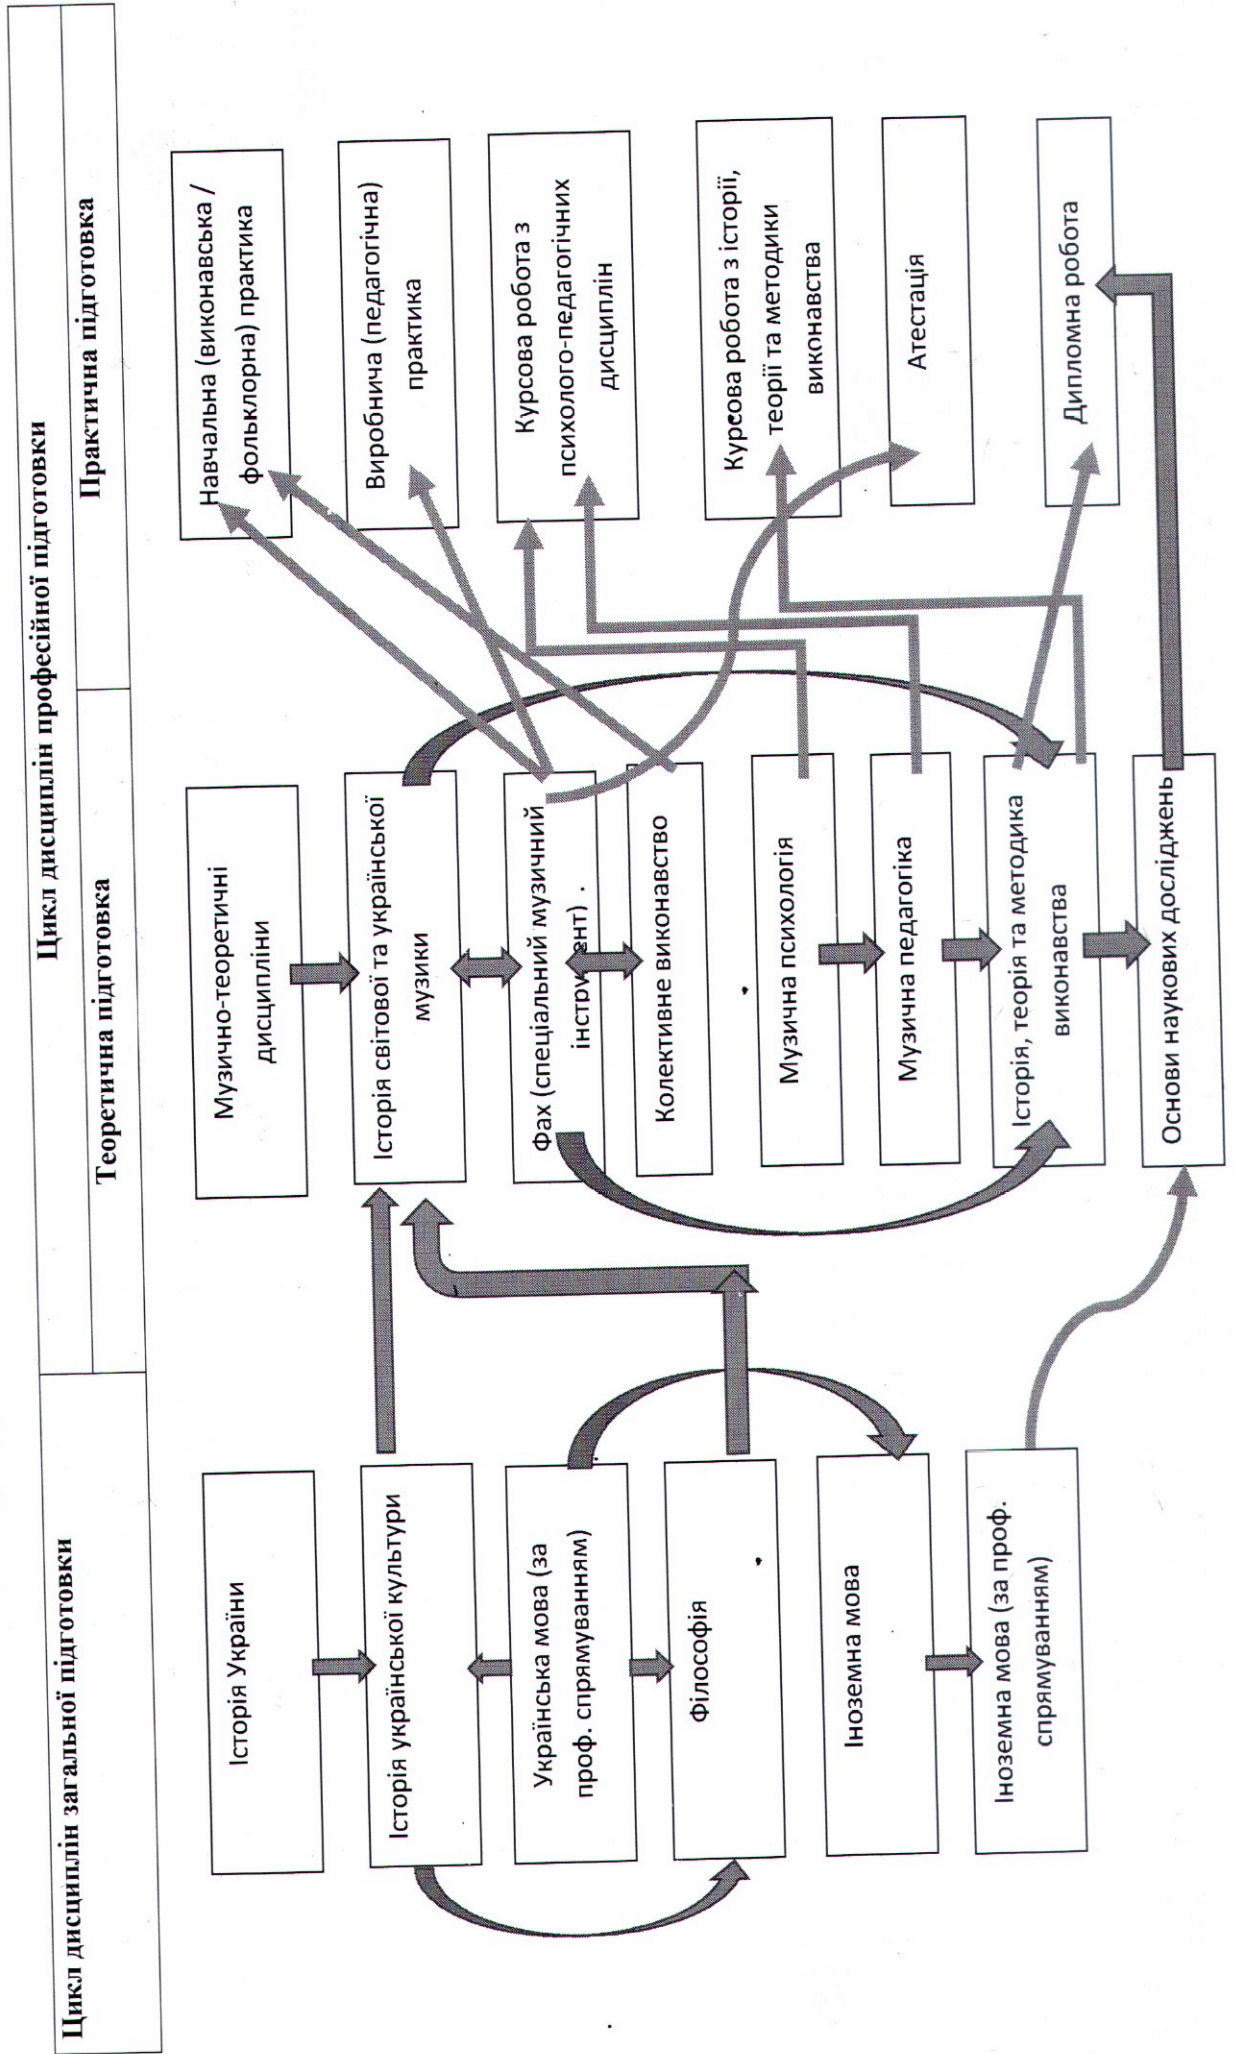 Цикл дисциплін загальної підготовки
Цикл дисциплін професійної підготовки
Теоретична підготовка
Практична підготовка
Історія України
Історія української культури
Українська мова (за
проф. спрямуванням)
Філософія
Іноземна мова
Іноземна мова (за проф.
спрямуванням)
Музично-теоретичні
дисципліни
Історія світової та української
музики
Фах (спеціальний музичний
інструмент) .
Колективне виконавство
Музична психологія
Музична педагогіка
Історія, теорія та методика
виконавства
Основи наукових досліджень
Навчальна (виконавська /
фольклорна) практика
Виробнича (педагогічна)
практика
Курсова робота з
психолого-педагогічних
дисциплін
Курсова робота з історії,
теорії та методики
виконавства
Атестація
Дипломна робота